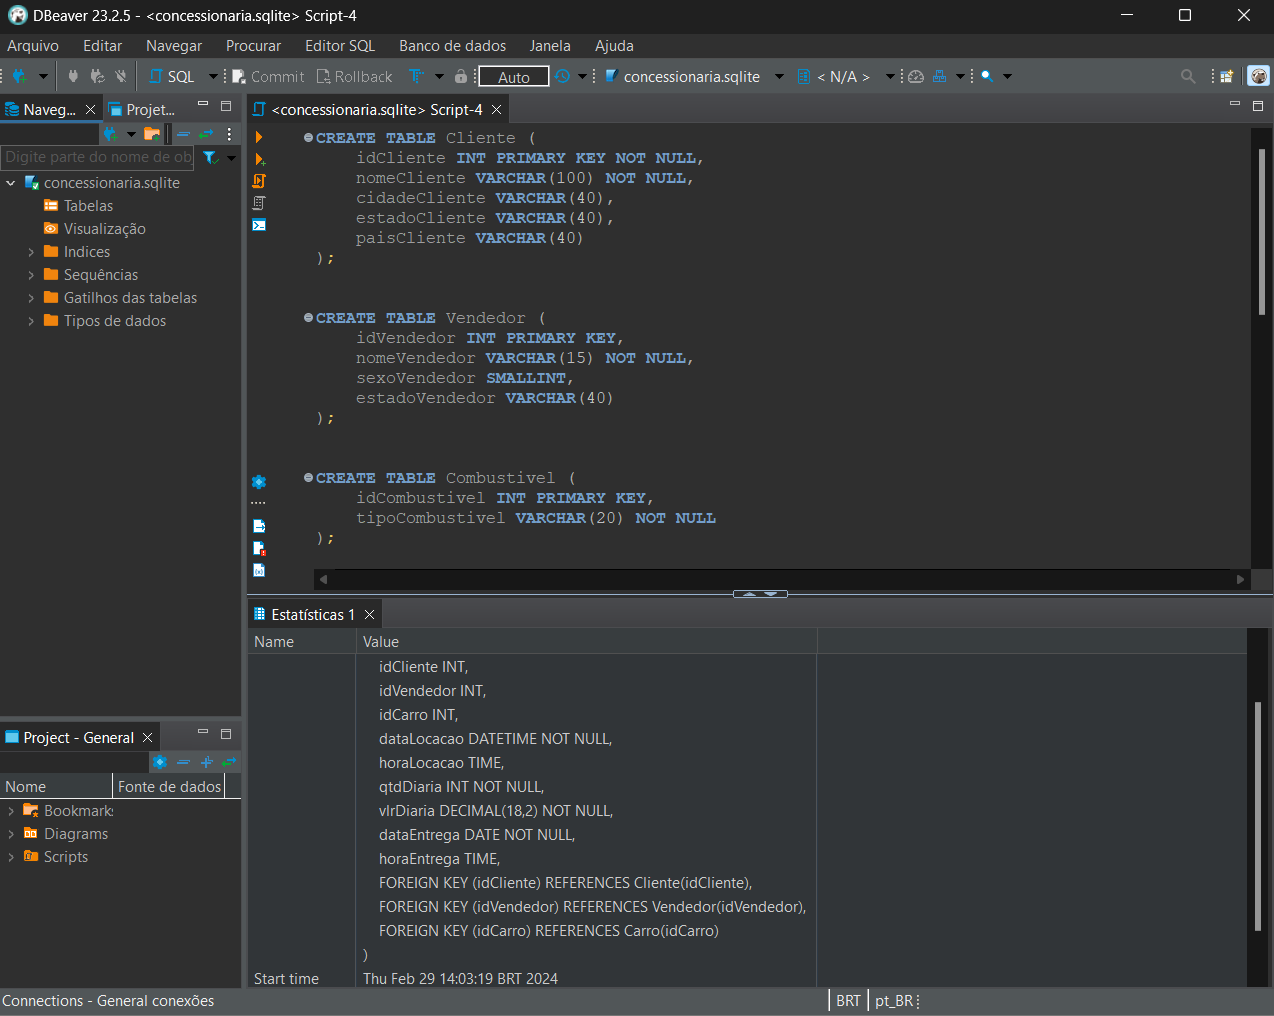 DBeaver 23.2.5 - <concessionaria.sqlite> Script-4
Arquivo Editar Navegar Procurar Editor SQL Banco de dados Janela Ajuda
SQL Commit Rollback Auto concessionaria.sqlite < N/A >
Naveg... Projet...
Digite parte do nome de ob
concessionaria.sqlite
Tabelas
Visualização
Indices
Sequências
Gatilhos das tabelas
Tipos de dados
<concessionaria.sqlite> Script-4
CREATE TABLE Cliente (
idCliente INT PRIMARY KEY NOT NULL,
nomeCliente VARCHAR(100) NOT NULL,
cidadeCliente VARCHAR(40),
estadoCliente VARCHAR(40),
paisCliente VARCHAR(40)
);
CREATE TABLE Vendedor (
idVendedor INT PRIMARY KEY,
nomeVendedor VARCHAR(15) NOT NULL,
sexoVendedor SMALLINT,
estadoVendedor VARCHAR(40)
);
CREATE TABLE Combustivel (
idCombustivel INT PRIMARY KEY,
tipoCombustivel VARCHAR(20) NOT NULL
);
Estatísticas 1
Name Value
idCliente INT,
idVendedor INT,
idCarro INT,
dataLocacao DATETIME NOT NULL,
horaLocacao TIME,
qtdDiaria INT NOT NULL,
vlrDiaria DECIMAL(18,2) NOT NULL,
dataEntrega DATE NOT NULL,
horaEntrega TIME,
FOREIGN KEY (idCliente) REFERENCES Cliente(idCliente),
FOREIGN KEY (idVendedor) REFERENCES Vendedor(idVendedor),
FOREIGN KEY (idCarro) REFERENCES Carro(idCarro)
)
Start time Thu Feb 29 14:03:19 BRT 2024
Project - General
Nome Fonte de dados
Bookmarks
Diagrams
Scripts
Connections - General conexões
BRT pt_BR